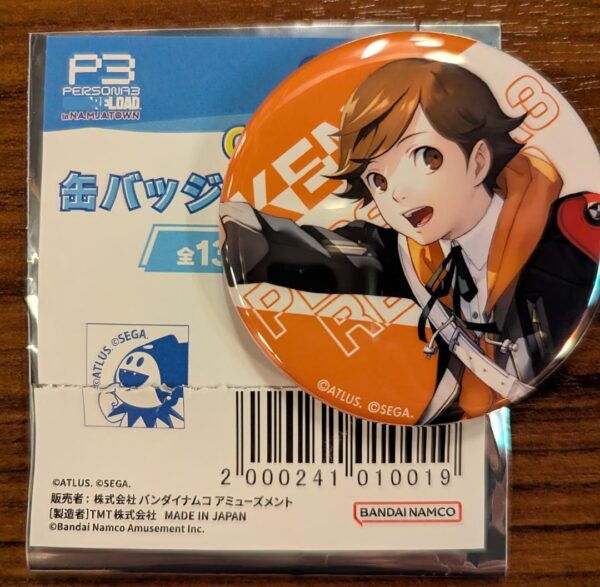 P3
PERSONA3
RELOAD
in NAMJATOWN
缶バッジ
全13
©ATLUS. ©SEGA.
2 000241 010019
©ATLUS. ©SEGA.
販売者：株式会社 バンダイナムコ アミューズメント
[製造者]TMT株式会社 MADE IN JAPAN
©Bandai Namco Amusement Inc.
BANDAI NAMCO
KEN
©ATLUS. ©SEGA.